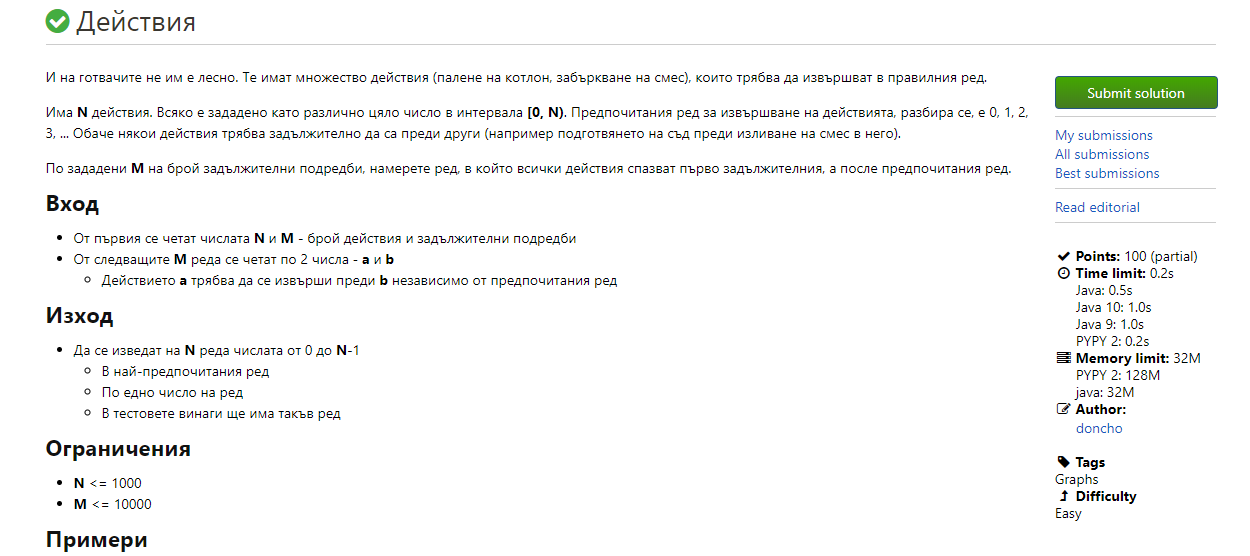 Действия
И на готвачите не им е лесно. Те имат множество действия (палене на котлон, забъркване на смес), които трябва да извършват в правилния ред.
Има N действия. Всяко е зададено като различно цяло число в интервала [0, N). Предпочитания ред за извършване на действията, разбира се, е 0, 1, 2,
3, ... Обаче някои действия трябва задължително да са преди други (например подготвянето на съд преди изливане на смес в него).
По зададени M на брой задължителни подредби, намерете ред, в който всички действия спазват първо задължителния, а после предпочитания ред.
Вход
От първия се четат числата N и M - брой действия и задължителни подредби
От следващите M реда се четат по 2 числа - a и b
Действието a трябва да се извърши преди b независимо от предпочитания ред
Изход
Да се изведат на N реда числата от 0 до N-1
В най-предпочитания ред
По едно число на ред
В тестовете винаги ще има такъв ред
Ограничения
N <= 1000
M <= 10000
Примери
Submit solution
My submissions
All submissions
Best submissions
Read editorial
Points: 100 (partial)
Time limit: 0.2s
Java: 0.5s
Java 10: 1.0s
Java 9: 1.0s
PYPY 2: 0.2s
Memory limit: 32M
PYPY 2: 128M
java: 32M
Author:
doncho
Tags
Graphs
Difficulty
Easy